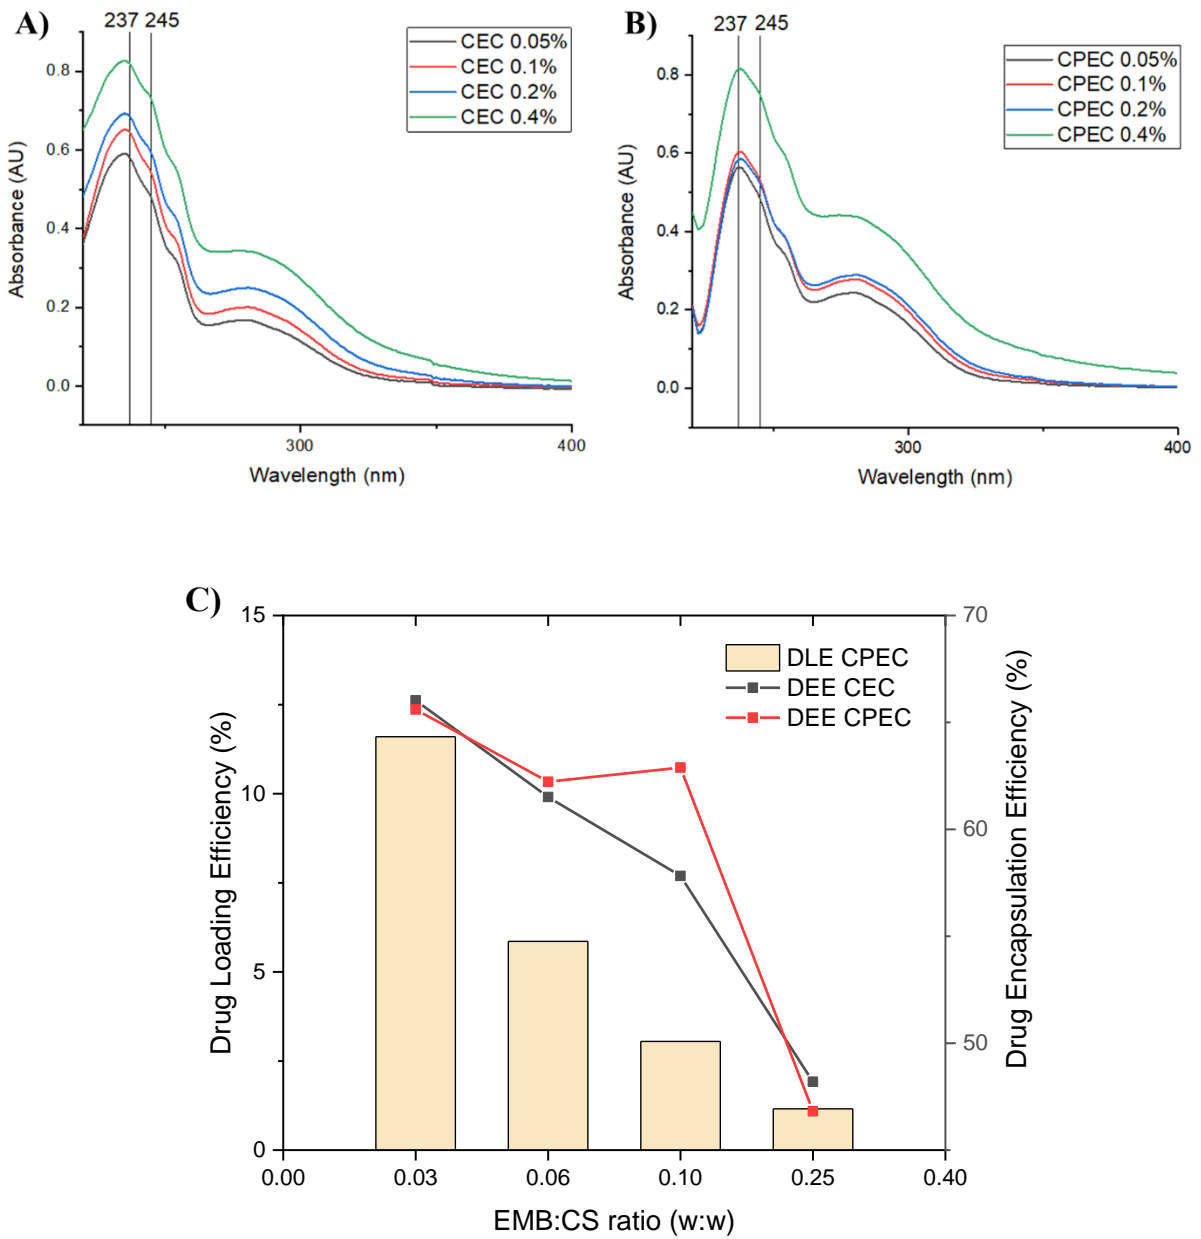 A)
237 245
CEC 0.05%
CEC 0.1%
CEC 0.2%
CEC 0.4%
Absorbance (AU)
0.8
0.6
0.4
0.2
0.0
300
400
Wavelength (nm)
B)
237 245
CPEC 0.05%
CPEC 0.1%
CPEC 0.2%
CPEC 0.4%
Absorbance (AU)
0.8
0.6
0.4
0.2
0.0
300
400
Wavelength (nm)
C)
DLE CPEC
DEE CEC
DEE CPEC
Drug Loading Efficiency (%)
15
10
5
0
Drug Encapsulation Efficiency (%)
70
60
50
0.00
0.03
0.06
0.10
0.25
0.40
EMB:CS ratio (w:w)